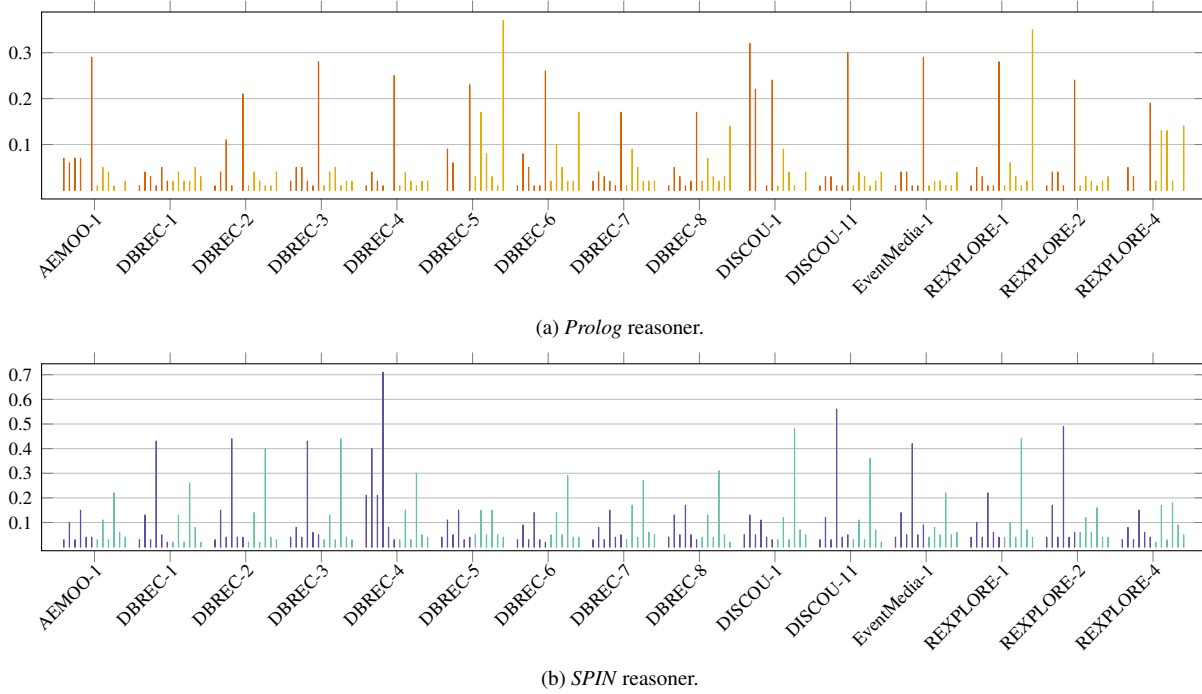 0.3
0.2
0.1
AEMOO-1
DBREC-1
DBREC-2
DBREC-3
DBREC-4
DBREC-5
DBREC-6
DBREC-7
DBREC-8
DISCOU-1
DISCOU-11
EventMedia-1
REXPLORE-1
REXPLORE-2
REXPLORE-4
(a) Prolog reasoner.
0.7
0.6
0.5
0.4
0.3
0.2
0.1
AEMOO-1
DBREC-1
DBREC-2
DBREC-3
DBREC-4
DBREC-5
DBREC-6
DBREC-7
DBREC-8
DISCOU-1
DISCOU-11
EventMedia-1
REXPLORE-1
REXPLORE-2
REXPLORE-4
(b) SPIN reasoner.